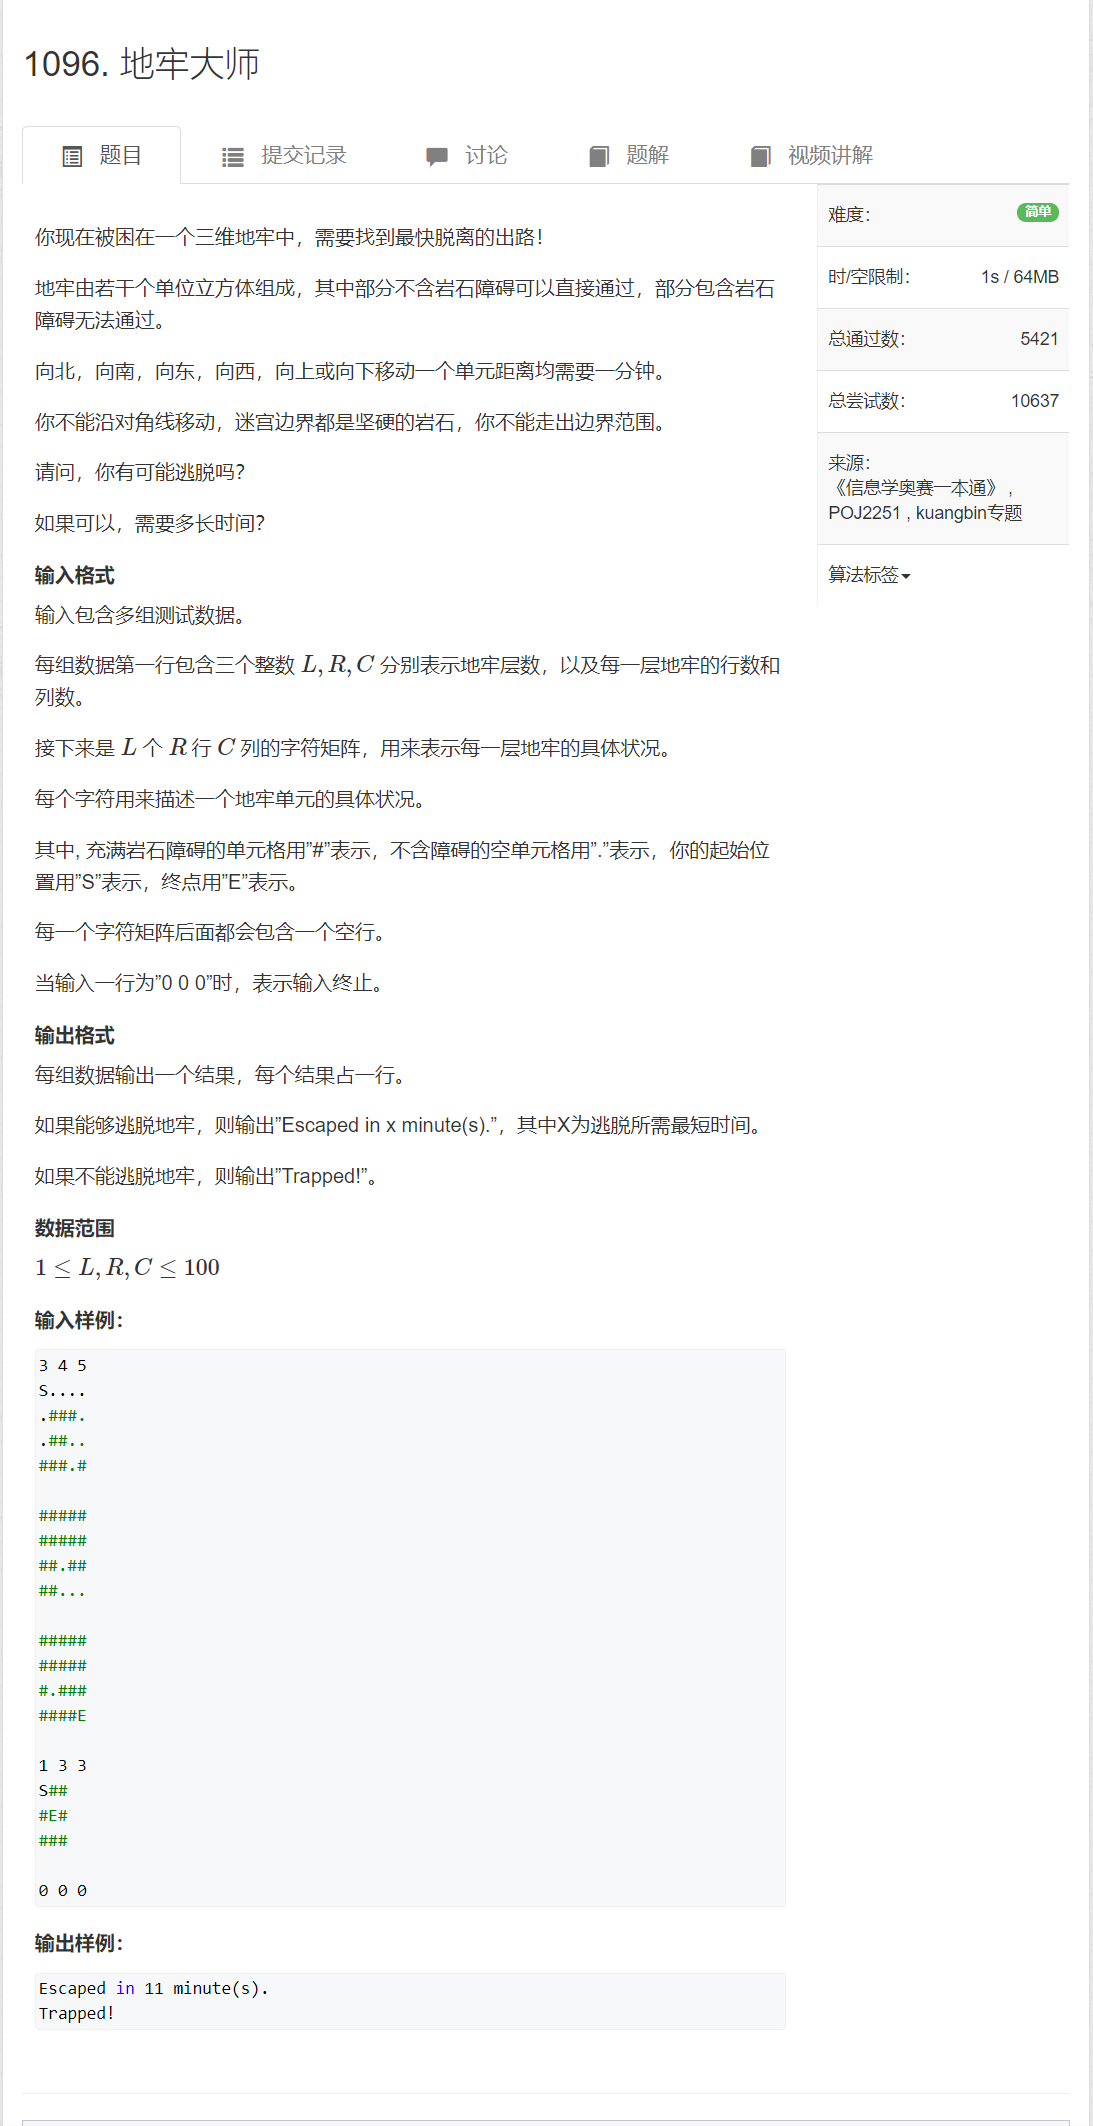 1096. 地牢大师
题目
提交记录
讨论
题解
视频讲解
难度：
简单
时/空限制：
1s / 64MB
总通过数：
5421
总尝试数：
10637
来源：
《信息学奥赛一本通》 ,
POJ2251 , kuangbin专题
算法标签
你现在被困在一个三维地牢中，需要找到最快脱离的出路！
地牢由若干个单位立方体组成，其中部分不含岩石障碍可以直接通过，部分包含岩石
障碍无法通过。
向北，向南，向东，向西，向上或向下移动一个单元距离均需要一分钟。
你不能沿对角线移动，迷宫边界都是坚硬的岩石，你不能走出边界范围。
请问，你有可能逃脱吗？
如果可以，需要多长时间？
输入格式
输入包含多组测试数据。
每组数据第一行包含三个整数 L, R, C 分别表示地牢层数，以及每一层地牢的行数和
列数。
接下来是 L 个 R 行 C 列的字符矩阵，用来表示每一层地牢的具体状况。
每个字符用来描述一个地牢单元的具体状况。
其中, 充满岩石障碍的单元格用”#”表示，不含障碍的空单元格用”.”表示，你的起始位
置用”S”表示，终点用”E”表示。
每一个字符矩阵后面都会包含一个空行。
当输入一行为”0 0 0”时，表示输入终止。
输出格式
每组数据输出一个结果，每个结果占一行。
如果能够逃脱地牢，则输出”Escaped in x minute(s).”，其中X为逃脱所需最短时间。
如果不能逃脱地牢，则输出”Trapped!”。
数据范围
1 ≤ L, R, C ≤ 100
输入样例：
3 4 5
S....
.###.
.##..
###.#
#####
#####
##.##
##...
#####
#####
#.###
####E
1 3 3
S##
#E#
###
0 0 0
输出样例：
Escaped in 11 minute(s).
Trapped!